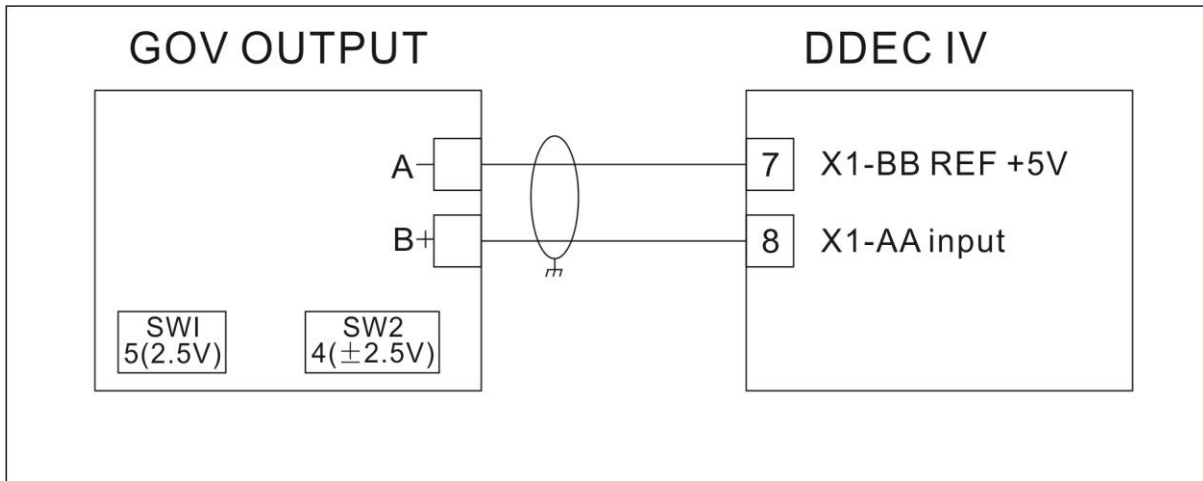 GOV OUTPUT
DDEC IV
A-
7
X1-BB REF +5V
B+
8
X1-AA input
SWI
5(2.5V)
SW2
4(±2.5V)